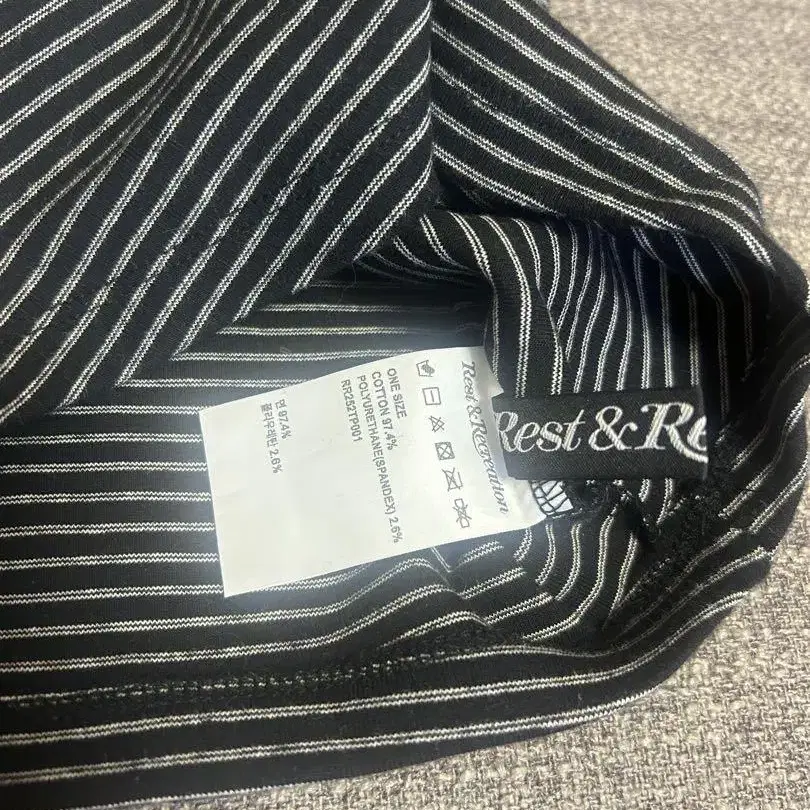 Rest & Recreation
ONE SIZE
COTTON 97.4%
POLYURETHANE(SPANDEX) 2.6%
RR252TP001
면 97.4%
폴리우레탄 2.6%
Rest & Re